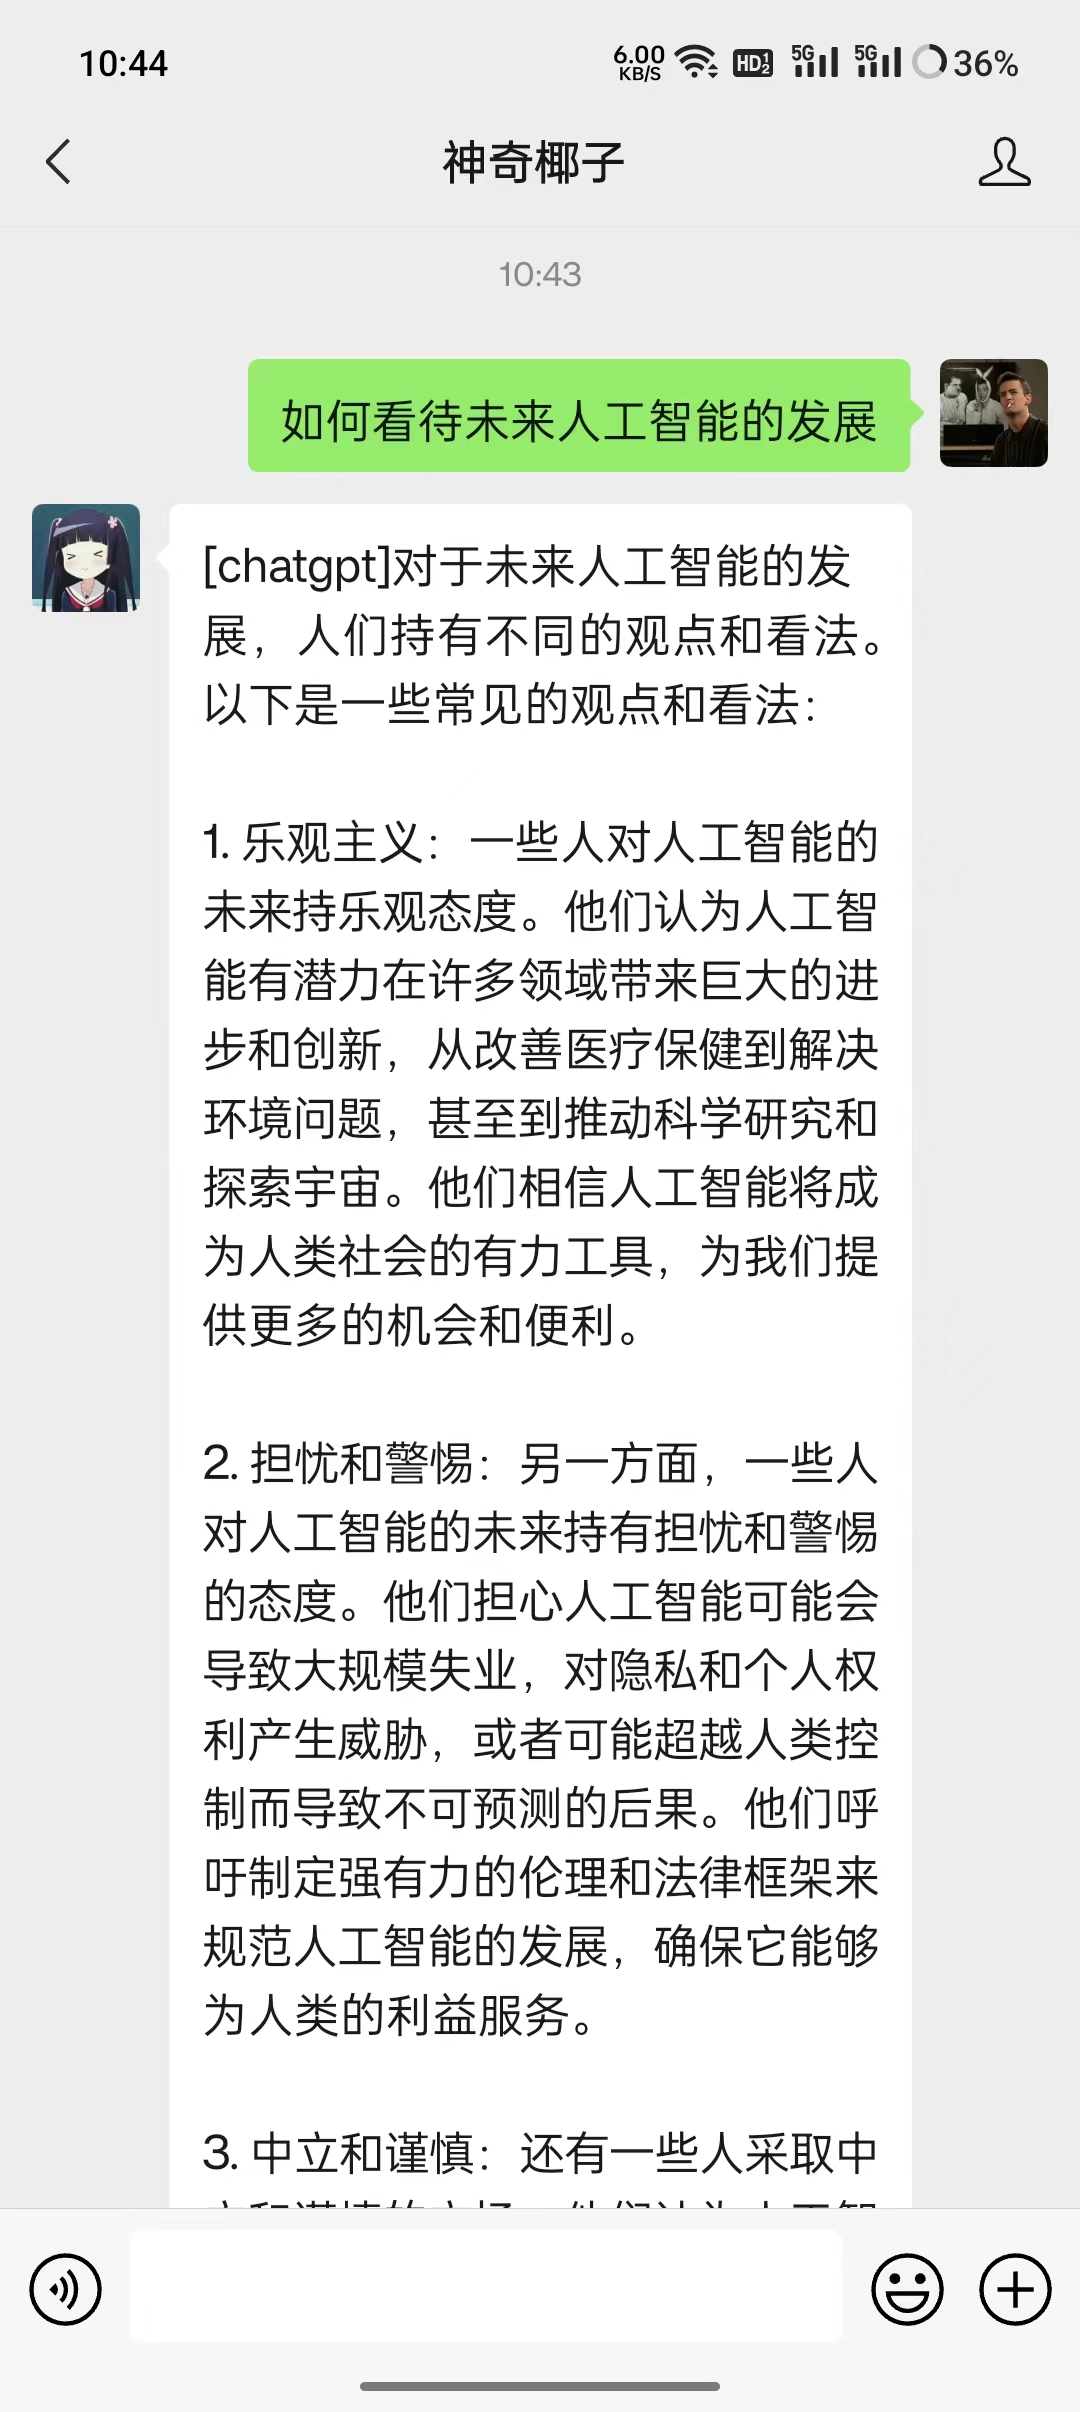 10:44
6.00
KB/S
HD 1 2
5G
5G
36%
神奇椰子
10:43
如何看待未来人工智能的发展
[chatgpt]对于未来人工智能的发
展，人们持有不同的观点和看法。
以下是一些常见的观点和看法：
1. 乐观主义：一些人对人工智能的
未来持乐观态度。他们认为人工智
能有潜力在许多领域带来巨大的进
步和创新，从改善医疗保健到解决
环境问题，甚至到推动科学研究和
探索宇宙。他们相信人工智能将成
为人类社会的有力工具，为我们提
供更多的机会和便利。
2. 担忧和警惕：另一方面，一些人
对人工智能的未来持有担忧和警惕
的态度。他们担心人工智能可能会
导致大规模失业，对隐私和个人权
利产生威胁，或者可能超越人类控
制而导致不可预测的后果。他们呼
吁制定强有力的伦理和法律框架来
规范人工智能的发展，确保它能够
为人类的利益服务。
3. 中立和谨慎：还有一些人采取中